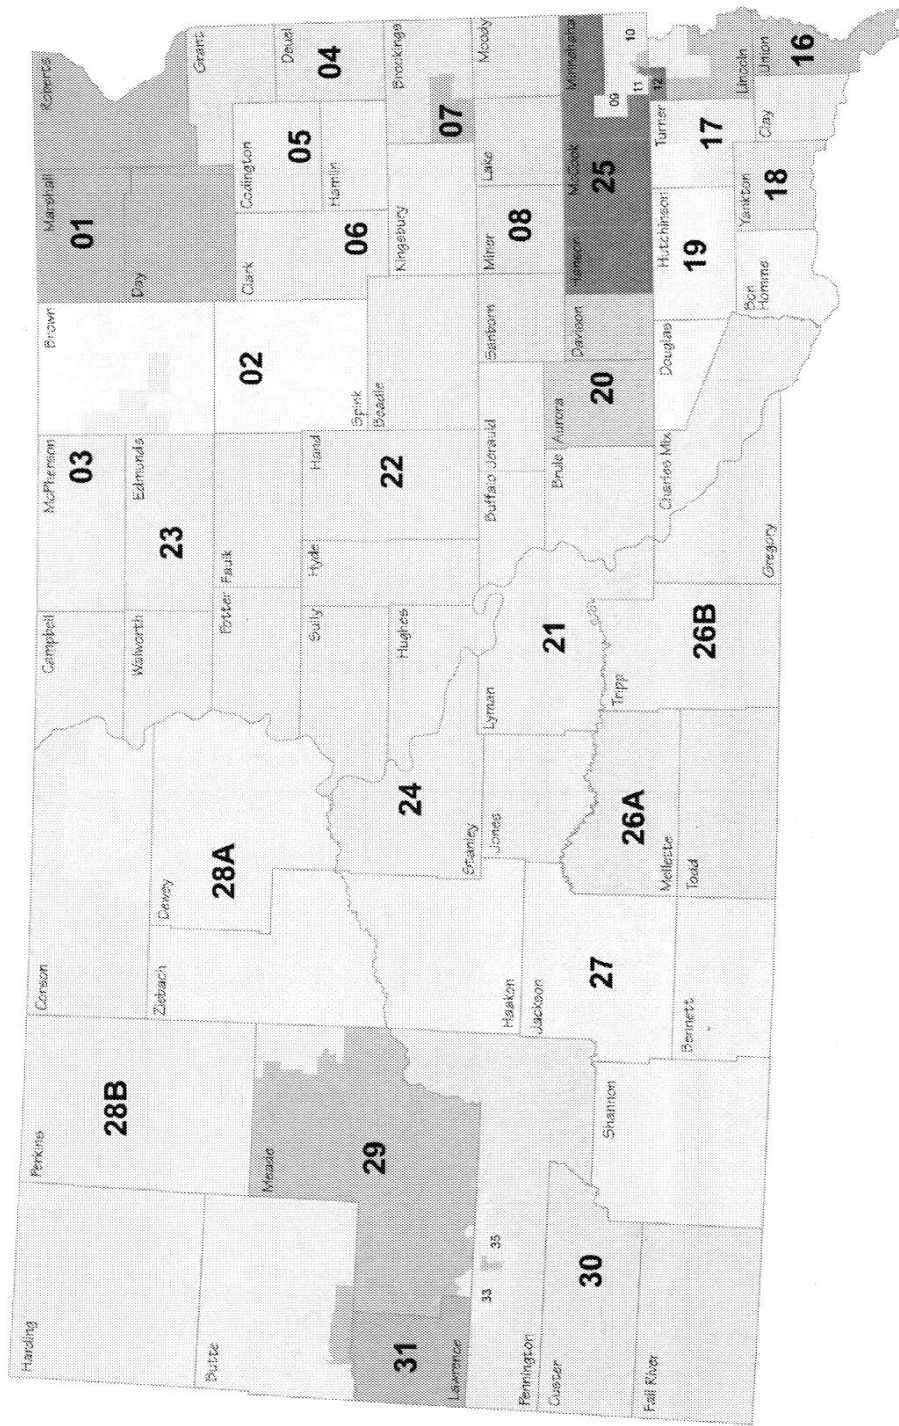 Harding
Perkins
Corson
Campbell
McPherson
Brown
Marshall
Roberts
03
01
28B
Walworth
Edmunds
Day
Grant
Butte
Ziebach
Dewey
23
28A
Potter
Faulk
02
Codington
Deuel
Clark
05
04
Meade
Sully
Hyde
Hand
Spink
Hamlin
06
29
Beadle
31
24
Hughes
22
Kingsbury
Brookings
07
Lawrence
Stanley
33
35
Haakon
Jones
Lyman
Buffalo
Jerauld
Sanborn
Miner
Lake
Moody
08
Pennington
Jackson
21
Brule
Aurora
Davison
Hanson
McCook
Minnehaha
Custer
30
27
20
25
09
10
11
12
Shannon
26A
Tripp
Mellette
Fall River
Bennett
Todd
26B
Charles Mix
Douglas
Hutchinson
Turner
19
17
Gregory
Bon
Homme
Yankton
Clay
Lincoln
Union
18
16